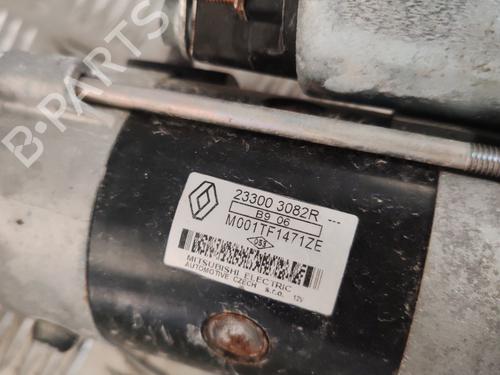 B-PARTS
23300 3082R
B9 06
M001TF1471ZE
MITSUBISHI ELECTRIC
AUTOMOTIVE CZECH s.r.o. 12V